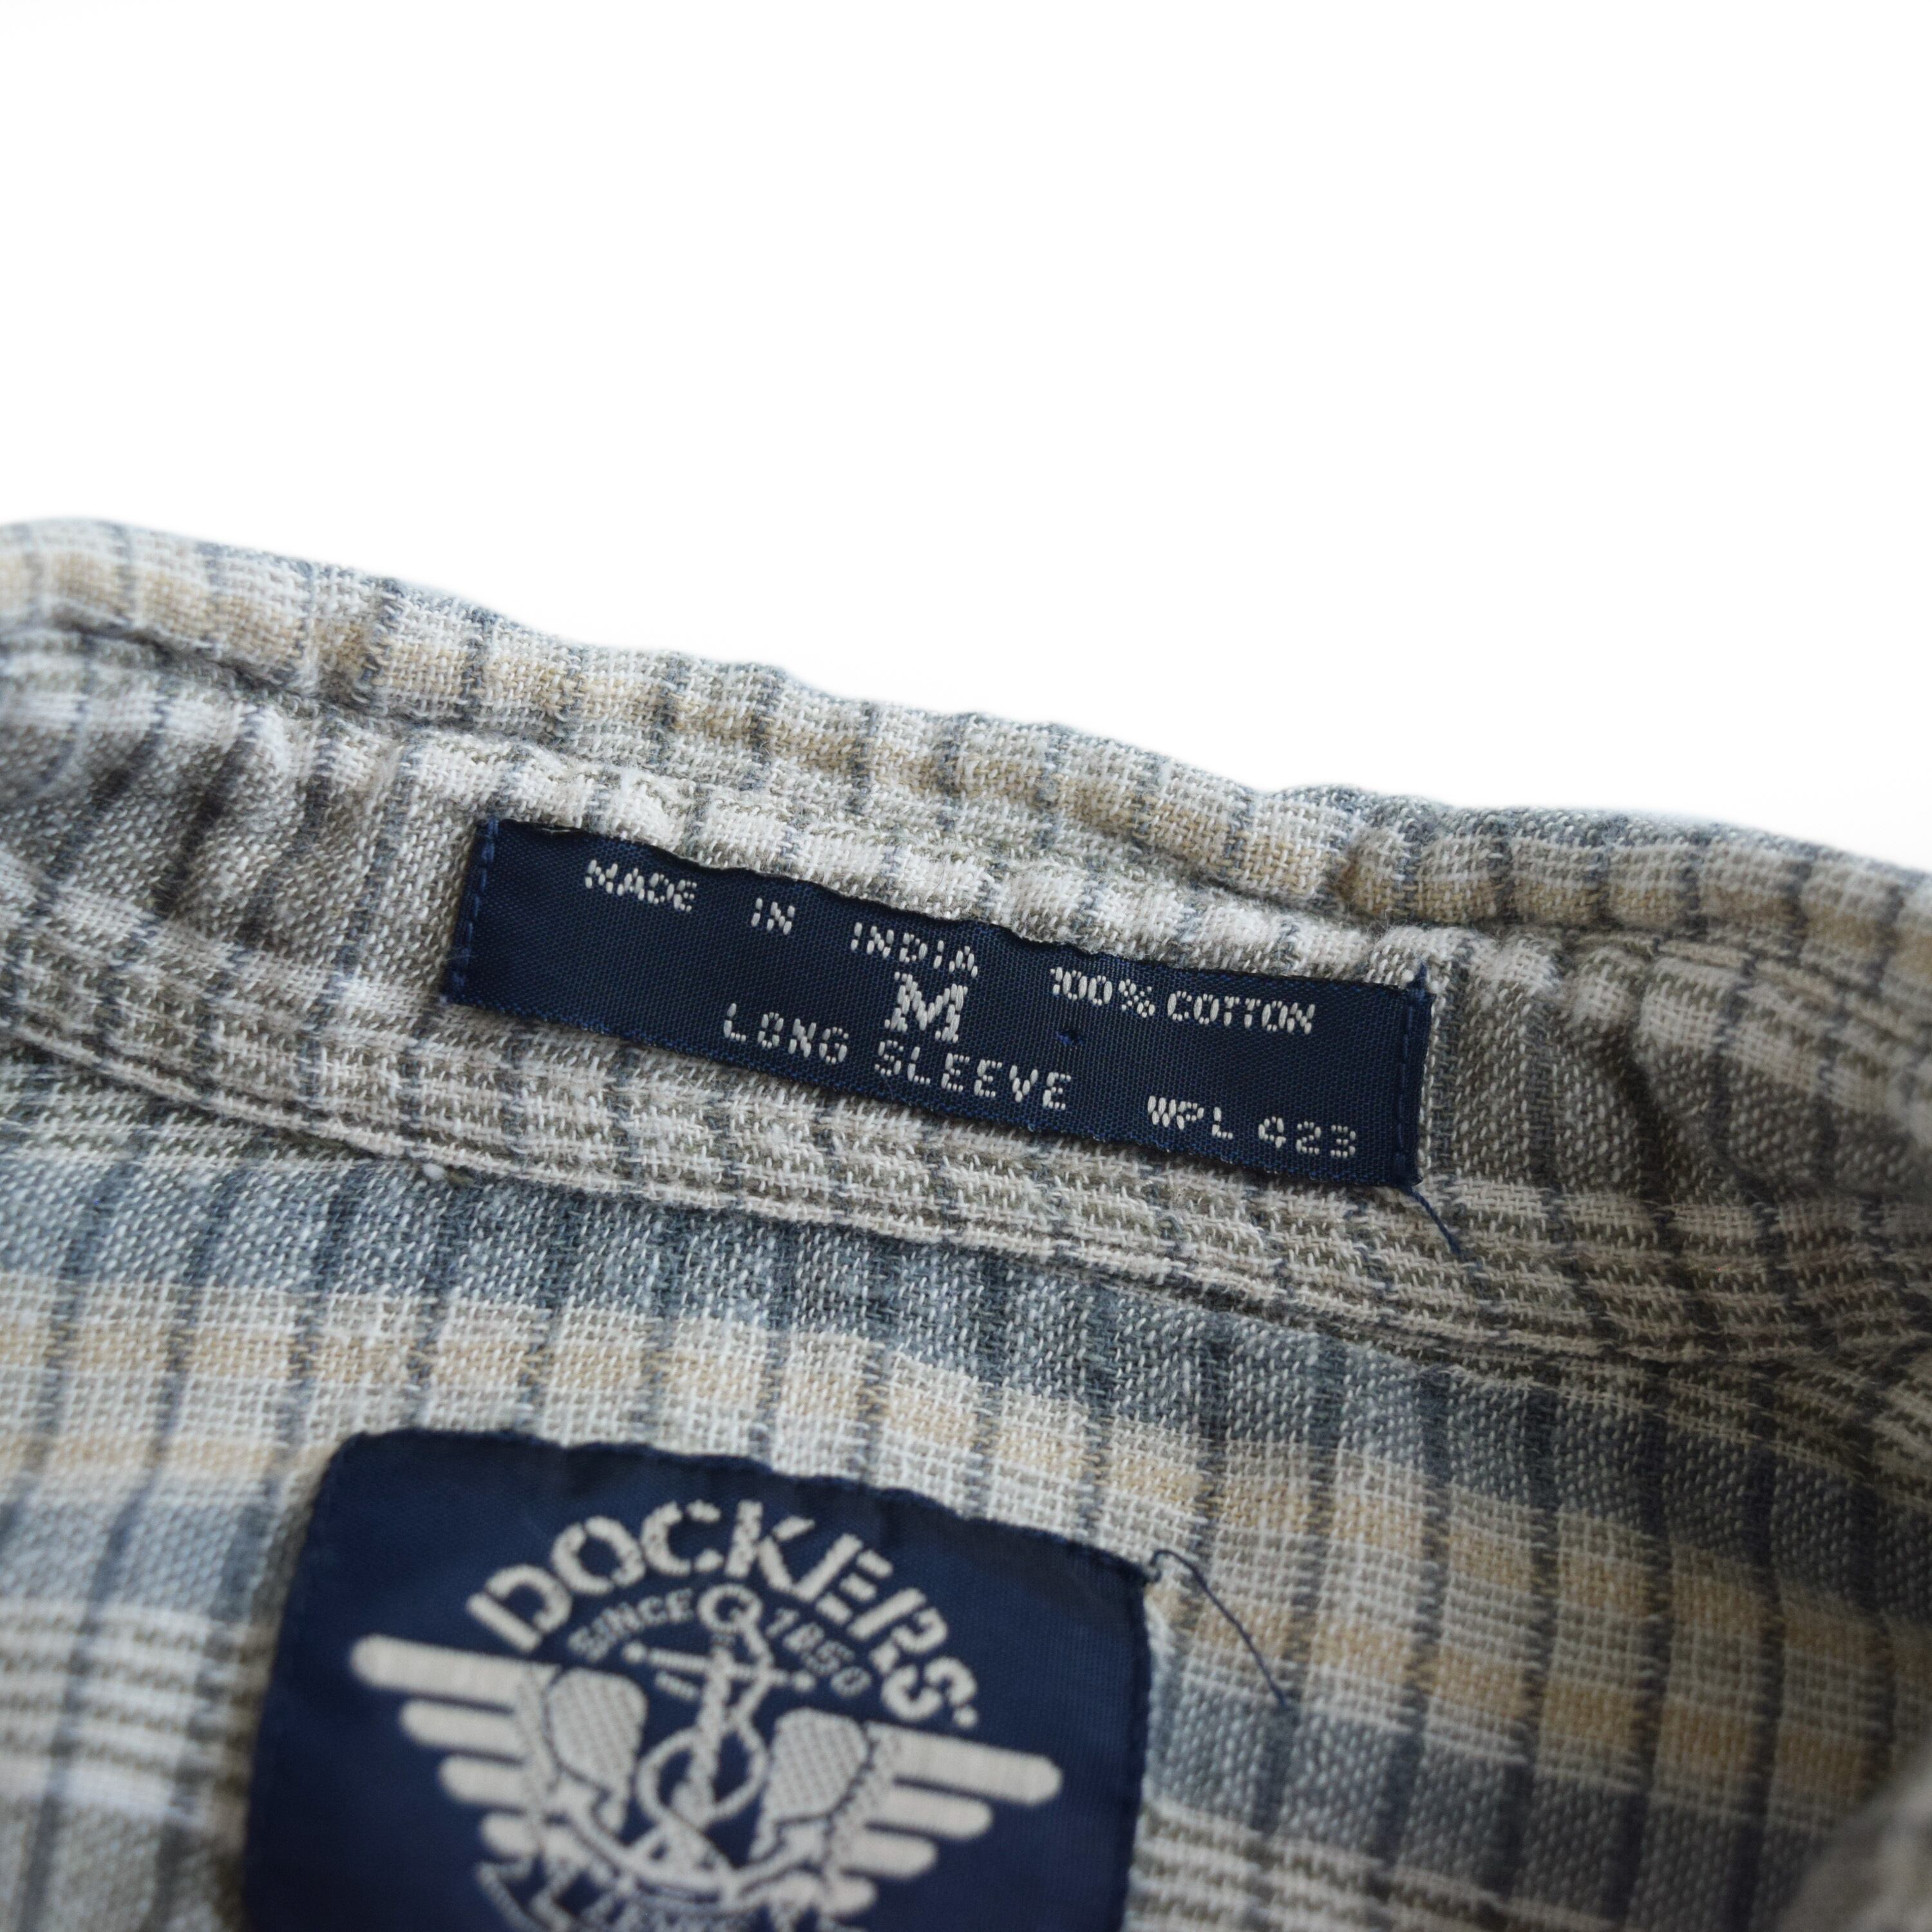 MADE IN INDIA 100% COTTON
M
LONG SLEEVE WPL 423
DOCKERS
SINCE 1850